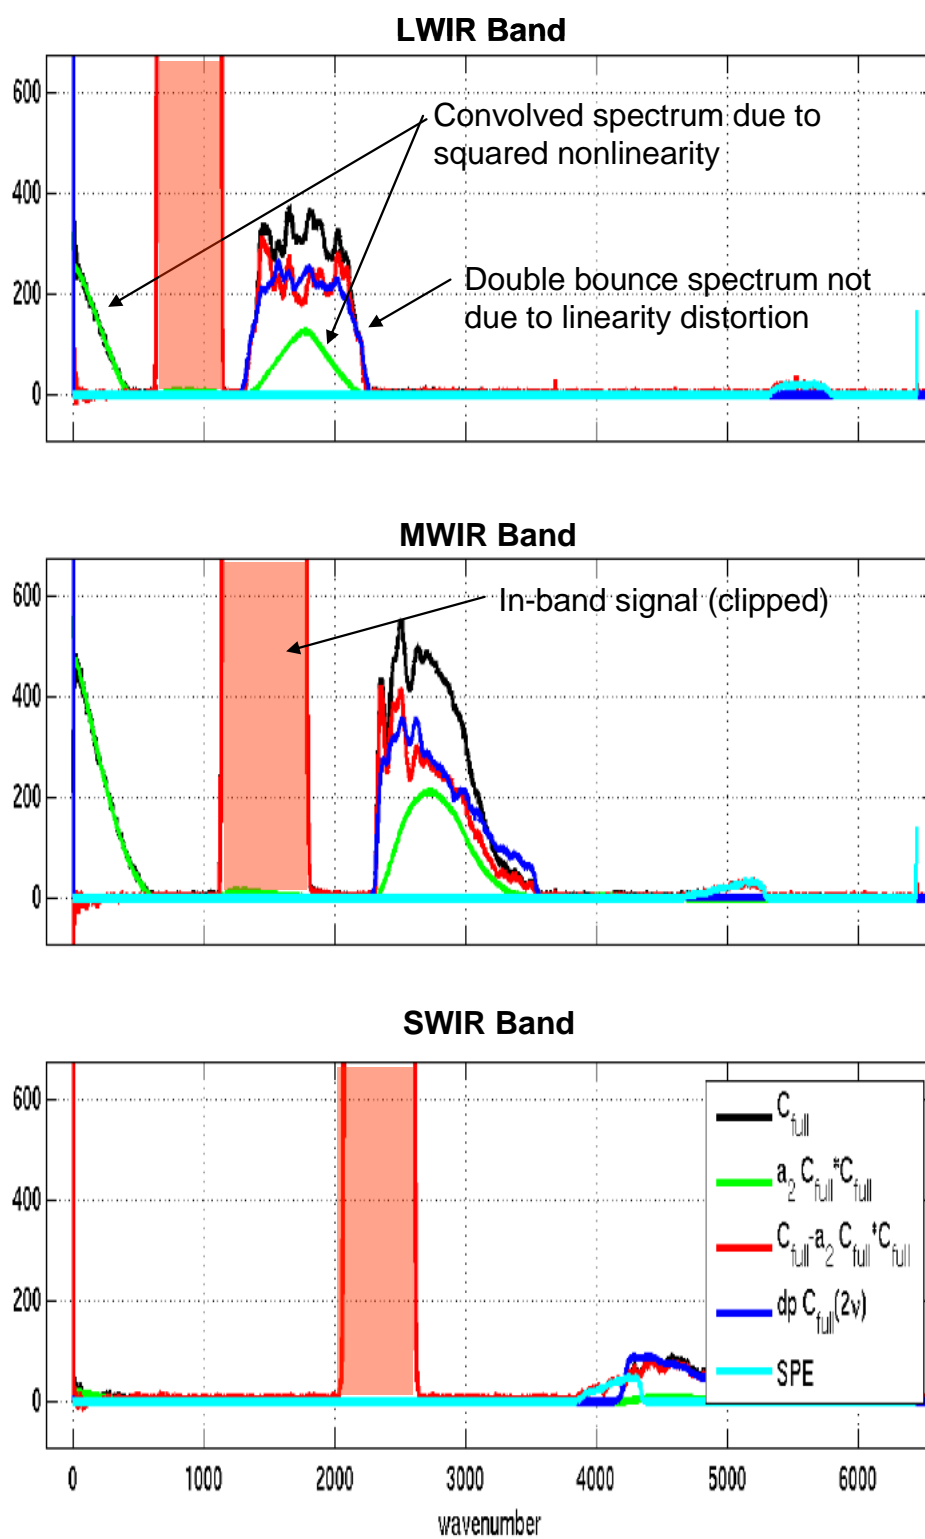 LWIR Band
600
400
200
0
Convolved spectrum due to
squared nonlinearity
Double bounce spectrum not
due to linearity distortion
MWIR Band
600
400
200
0
In-band signal (clipped)
SWIR Band
600
400
200
0
C_full
a_2 C_full*C_full
C_full-a_2 C_full*C_full
dp C_full(2ν)
SPE
0 1000 2000 3000 4000 5000 6000
wavenumber